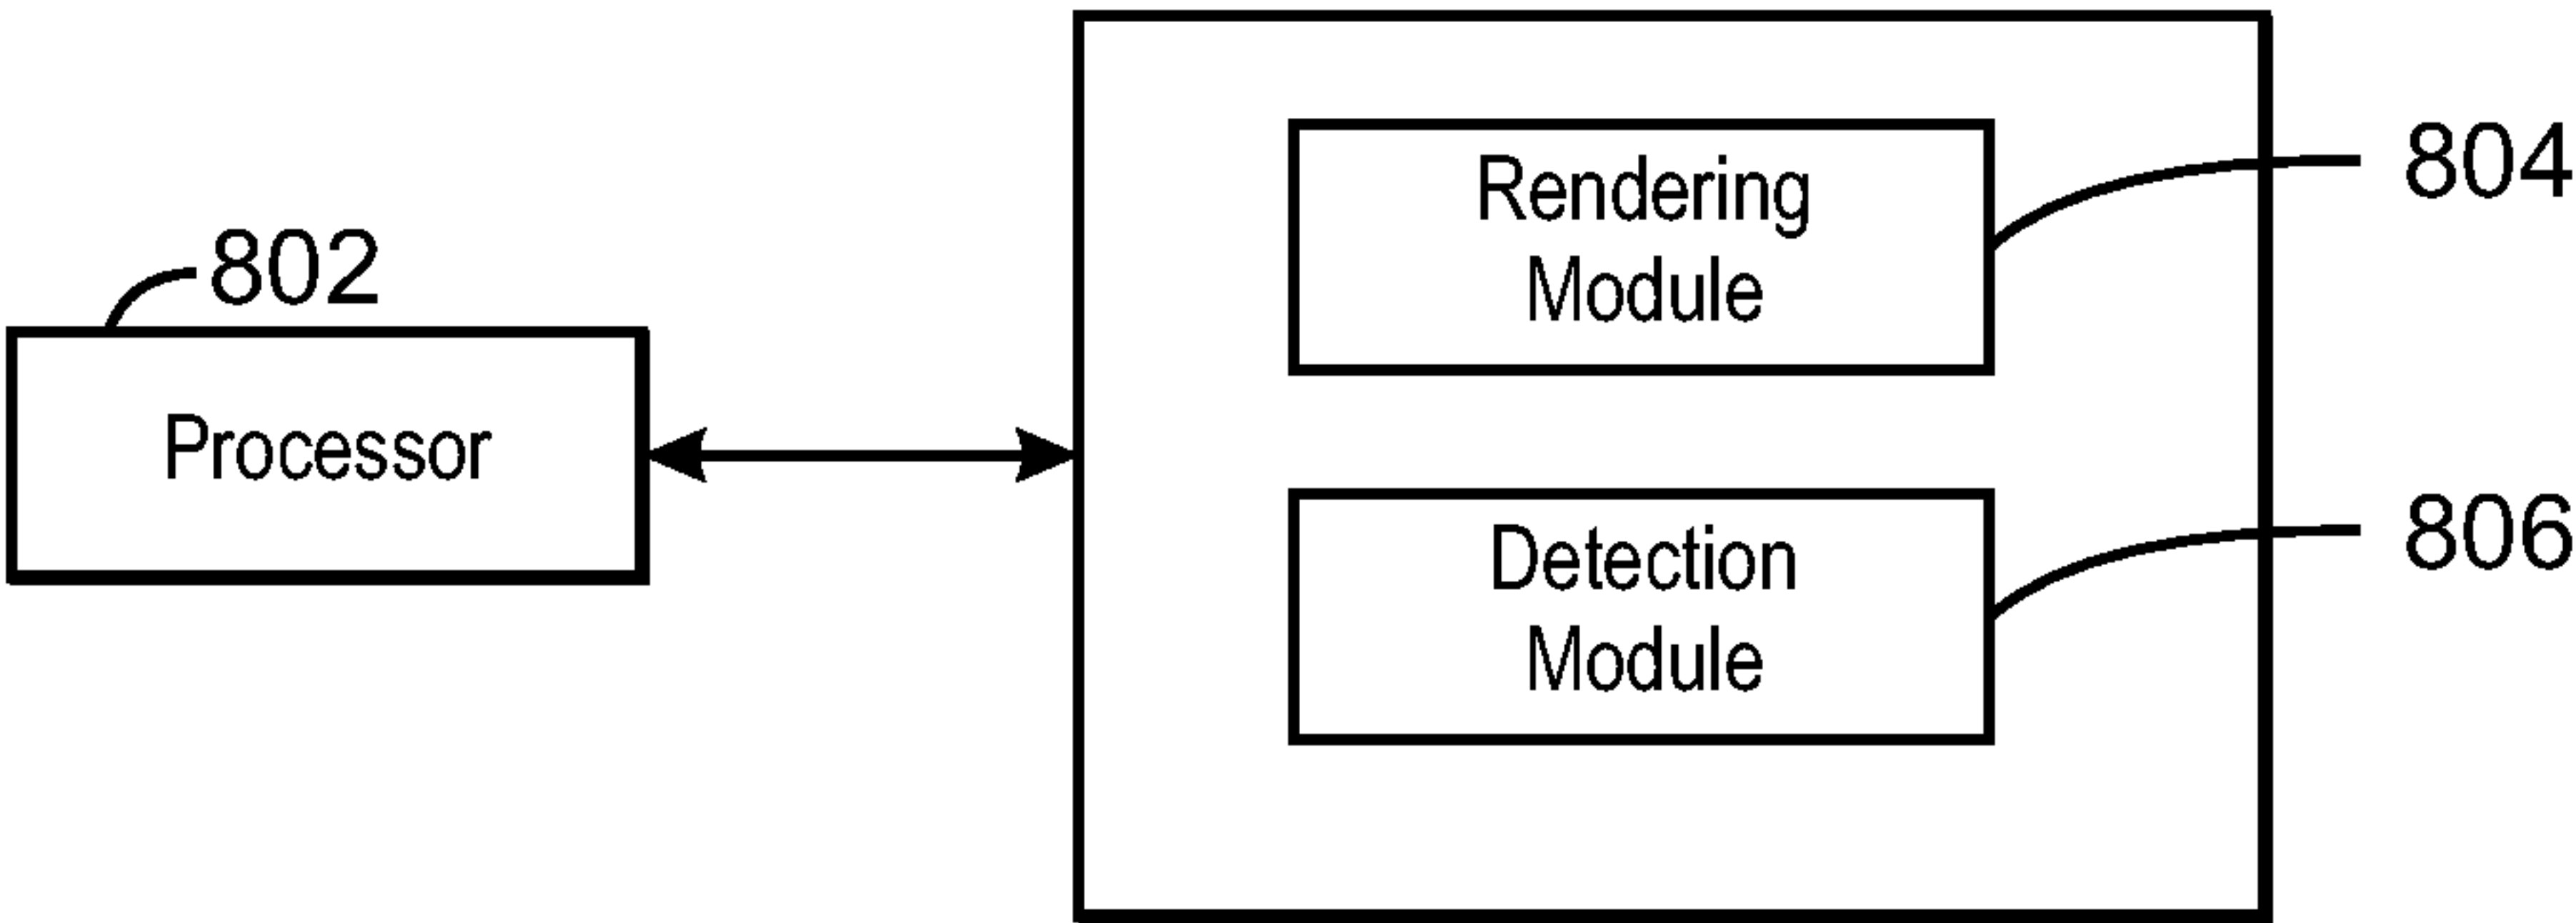 802
Processor
Rendering
Module
804
Detection
Module
806